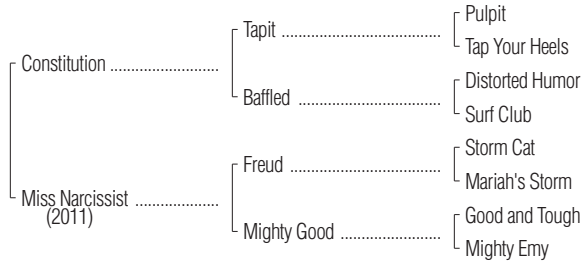 Pulpit
Tapit
Tap Your Heels
Constitution
Distorted Humor
Baffled
Surf Club
Storm Cat
Freud
Mariah's Storm
Miss Narcissist
(2011)
Good and Tough
Mighty Good
Mighty Emy